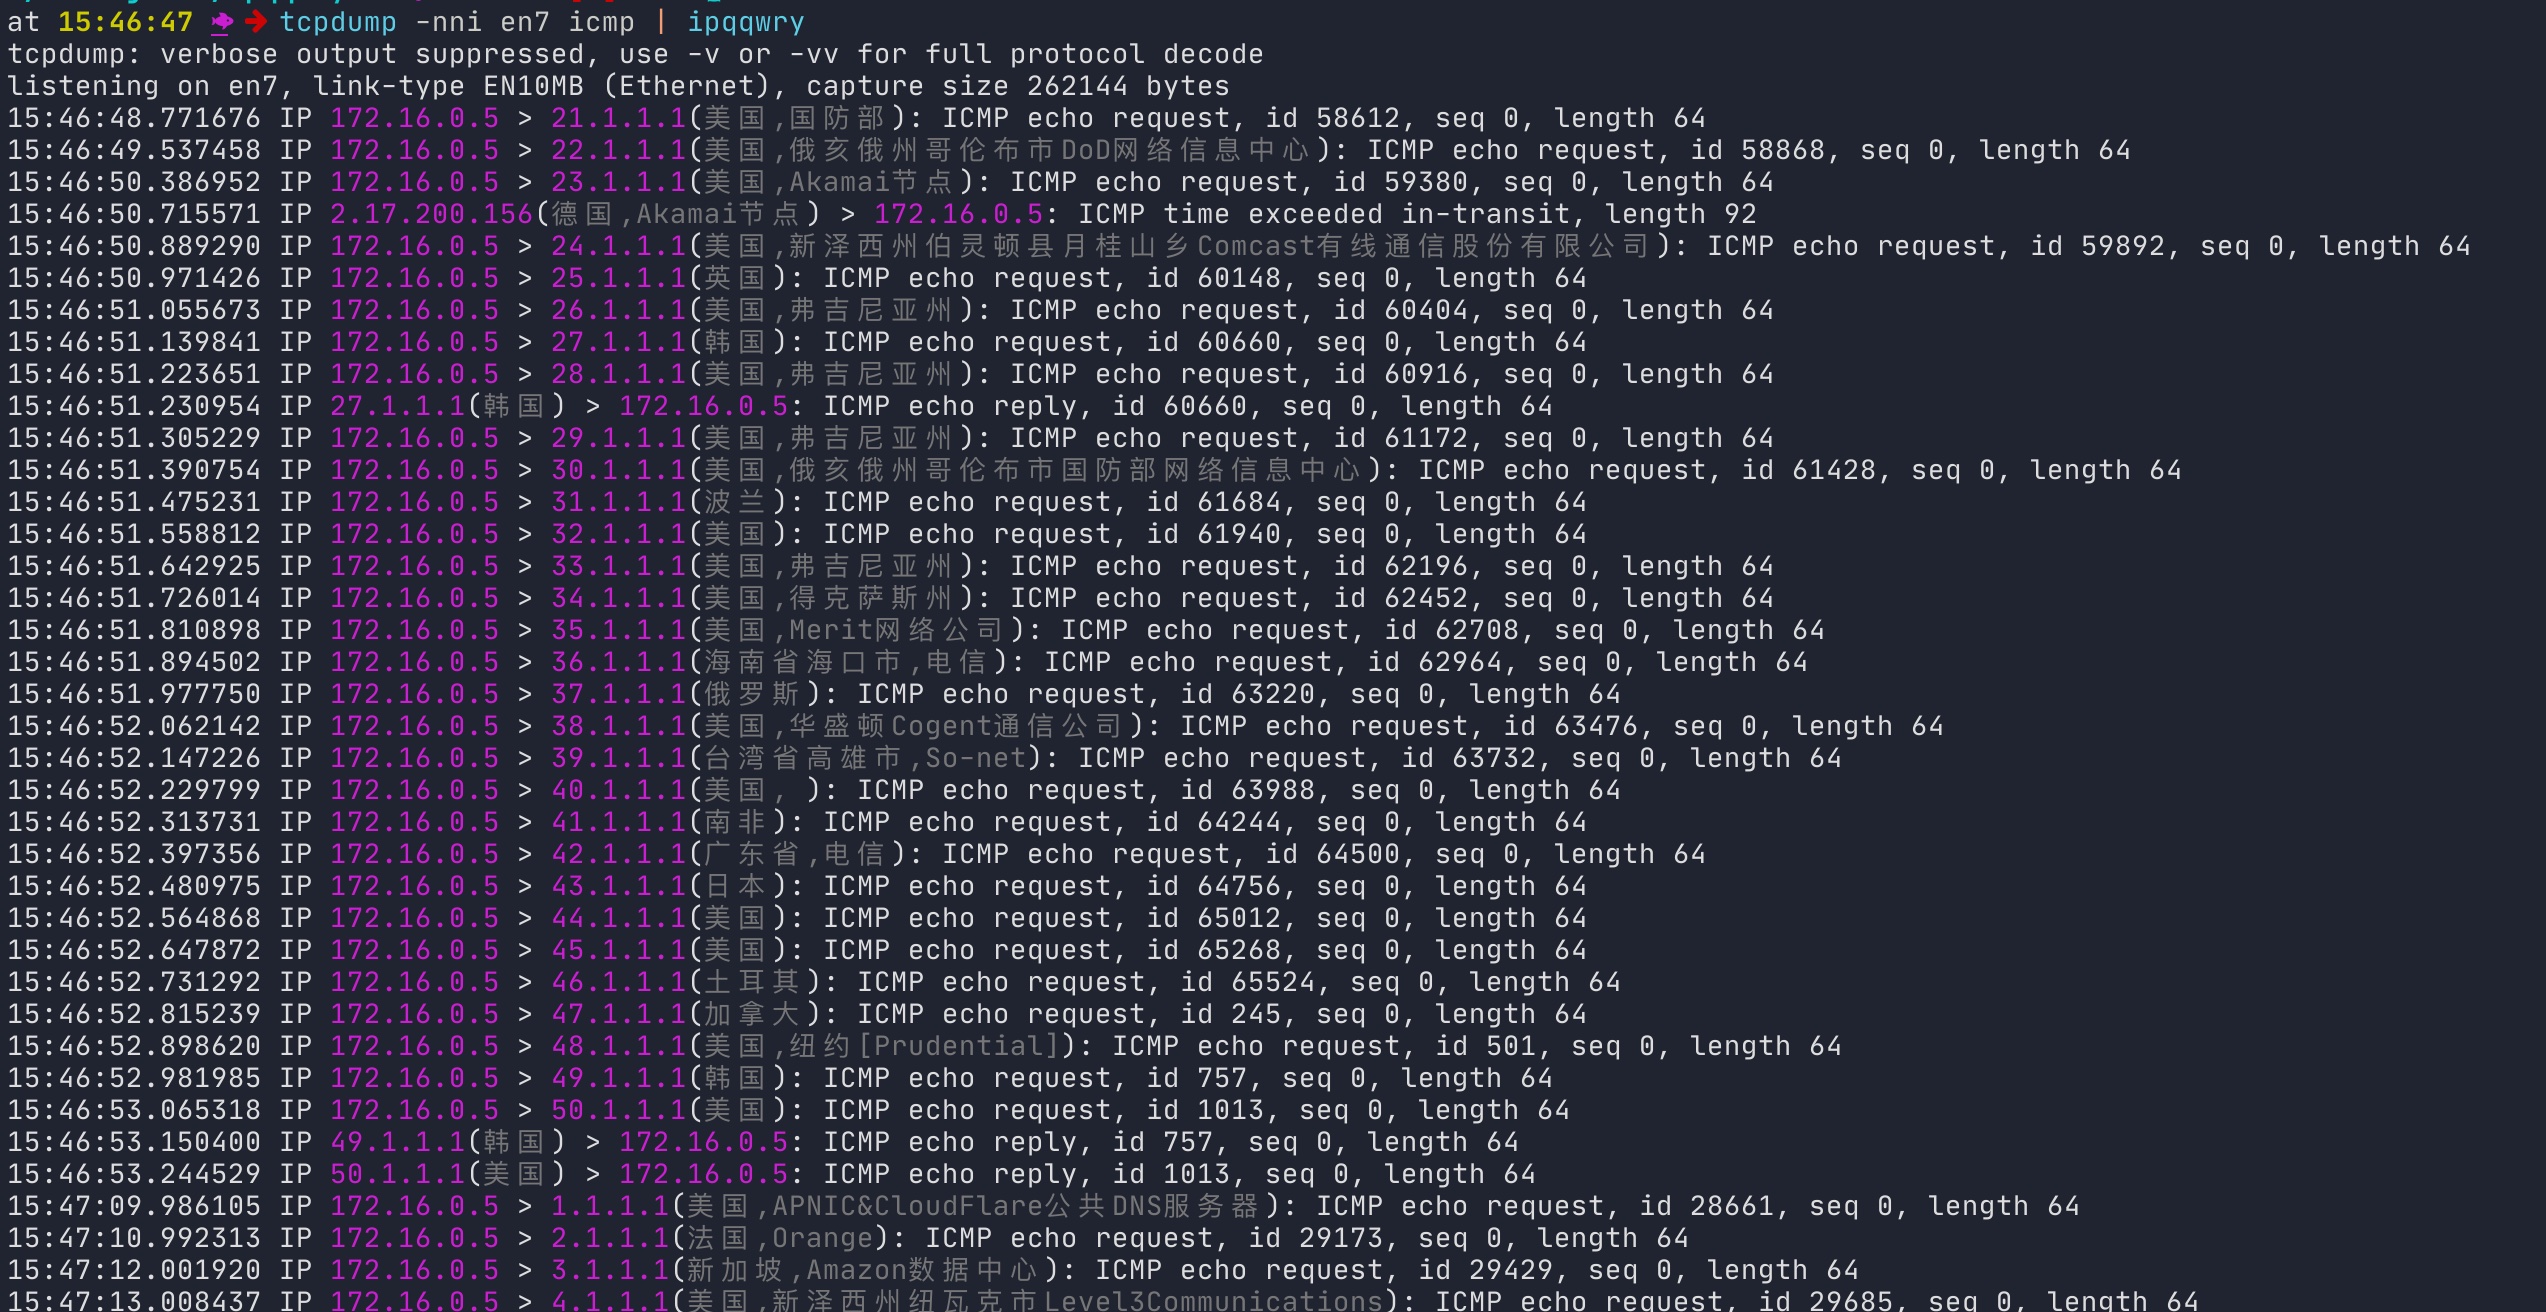 at 15:46:47 ➜ tcpdump -nni en7 icmp | ipqqwry
tcpdump: verbose output suppressed, use -v or -vv for full protocol decode
listening on en7, link-type EN10MB (Ethernet), capture size 262144 bytes
15:46:48.771676 IP 172.16.0.5 > 21.1.1.1(美国,国防部): ICMP echo request, id 58612, seq 0, length 64
15:46:49.537458 IP 172.16.0.5 > 22.1.1.1(美国,俄亥俄州哥伦布市DoD网络信息中心): ICMP echo request, id 58868, seq 0, length 64
15:46:50.386952 IP 172.16.0.5 > 23.1.1.1(美国,Akamai节点): ICMP echo request, id 59380, seq 0, length 64
15:46:50.715571 IP 2.17.200.156(德国,Akamai节点) > 172.16.0.5: ICMP time exceeded in-transit, length 92
15:46:50.889290 IP 172.16.0.5 > 24.1.1.1(美国,新泽西州伯灵顿县月桂山乡Comcast有线通信股份有限公司): ICMP echo request, id 59892, seq 0, length 64
15:46:50.971426 IP 172.16.0.5 > 25.1.1.1(英国): ICMP echo request, id 60148, seq 0, length 64
15:46:51.055673 IP 172.16.0.5 > 26.1.1.1(美国,弗吉尼亚州): ICMP echo request, id 60404, seq 0, length 64
15:46:51.139841 IP 172.16.0.5 > 27.1.1.1(韩国): ICMP echo request, id 60660, seq 0, length 64
15:46:51.223651 IP 172.16.0.5 > 28.1.1.1(美国,弗吉尼亚州): ICMP echo request, id 60916, seq 0, length 64
15:46:51.230954 IP 27.1.1.1(韩国) > 172.16.0.5: ICMP echo reply, id 60660, seq 0, length 64
15:46:51.305229 IP 172.16.0.5 > 29.1.1.1(美国,弗吉尼亚州): ICMP echo request, id 61172, seq 0, length 64
15:46:51.390754 IP 172.16.0.5 > 30.1.1.1(美国,俄亥俄州哥伦布市国防部网络信息中心): ICMP echo request, id 61428, seq 0, length 64
15:46:51.475231 IP 172.16.0.5 > 31.1.1.1(波兰): ICMP echo request, id 61684, seq 0, length 64
15:46:51.558812 IP 172.16.0.5 > 32.1.1.1(美国): ICMP echo request, id 61940, seq 0, length 64
15:46:51.642925 IP 172.16.0.5 > 33.1.1.1(美国,弗吉尼亚州): ICMP echo request, id 62196, seq 0, length 64
15:46:51.726014 IP 172.16.0.5 > 34.1.1.1(美国,得克萨斯州): ICMP echo request, id 62452, seq 0, length 64
15:46:51.810898 IP 172.16.0.5 > 35.1.1.1(美国,Merit网络公司): ICMP echo request, id 62708, seq 0, length 64
15:46:51.894502 IP 172.16.0.5 > 36.1.1.1(海南省海口市,电信): ICMP echo request, id 62964, seq 0, length 64
15:46:51.977750 IP 172.16.0.5 > 37.1.1.1(俄罗斯): ICMP echo request, id 63220, seq 0, length 64
15:46:52.062142 IP 172.16.0.5 > 38.1.1.1(美国,华盛顿Cogent通信公司): ICMP echo request, id 63476, seq 0, length 64
15:46:52.147226 IP 172.16.0.5 > 39.1.1.1(台湾省高雄市,So-net): ICMP echo request, id 63732, seq 0, length 64
15:46:52.229799 IP 172.16.0.5 > 40.1.1.1(美国, ): ICMP echo request, id 63988, seq 0, length 64
15:46:52.313731 IP 172.16.0.5 > 41.1.1.1(南非): ICMP echo request, id 64244, seq 0, length 64
15:46:52.397356 IP 172.16.0.5 > 42.1.1.1(广东省,电信): ICMP echo request, id 64500, seq 0, length 64
15:46:52.480975 IP 172.16.0.5 > 43.1.1.1(日本): ICMP echo request, id 64756, seq 0, length 64
15:46:52.564868 IP 172.16.0.5 > 44.1.1.1(美国): ICMP echo request, id 65012, seq 0, length 64
15:46:52.647872 IP 172.16.0.5 > 45.1.1.1(美国): ICMP echo request, id 65268, seq 0, length 64
15:46:52.731292 IP 172.16.0.5 > 46.1.1.1(土耳其): ICMP echo request, id 65524, seq 0, length 64
15:46:52.815239 IP 172.16.0.5 > 47.1.1.1(加拿大): ICMP echo request, id 245, seq 0, length 64
15:46:52.898620 IP 172.16.0.5 > 48.1.1.1(美国,纽约[Prudential]): ICMP echo request, id 501, seq 0, length 64
15:46:52.981985 IP 172.16.0.5 > 49.1.1.1(韩国): ICMP echo request, id 757, seq 0, length 64
15:46:53.065318 IP 172.16.0.5 > 50.1.1.1(美国): ICMP echo request, id 1013, seq 0, length 64
15:46:53.150400 IP 49.1.1.1(韩国) > 172.16.0.5: ICMP echo reply, id 757, seq 0, length 64
15:46:53.244529 IP 50.1.1.1(美国) > 172.16.0.5: ICMP echo reply, id 1013, seq 0, length 64
15:47:09.986105 IP 172.16.0.5 > 1.1.1.1(美国,APNIC&CloudFlare公共DNS服务器): ICMP echo request, id 28661, seq 0, length 64
15:47:10.992313 IP 172.16.0.5 > 2.1.1.1(法国,Orange): ICMP echo request, id 29173, seq 0, length 64
15:47:12.001920 IP 172.16.0.5 > 3.1.1.1(新加坡,Amazon数据中心): ICMP echo request, id 29429, seq 0, length 64
15:47:13.008437 IP 172.16.0.5 > 4.1.1.1(美国,新泽西州纽瓦克市Level3Communications): ICMP echo request, id 29685, seq 0, length 64